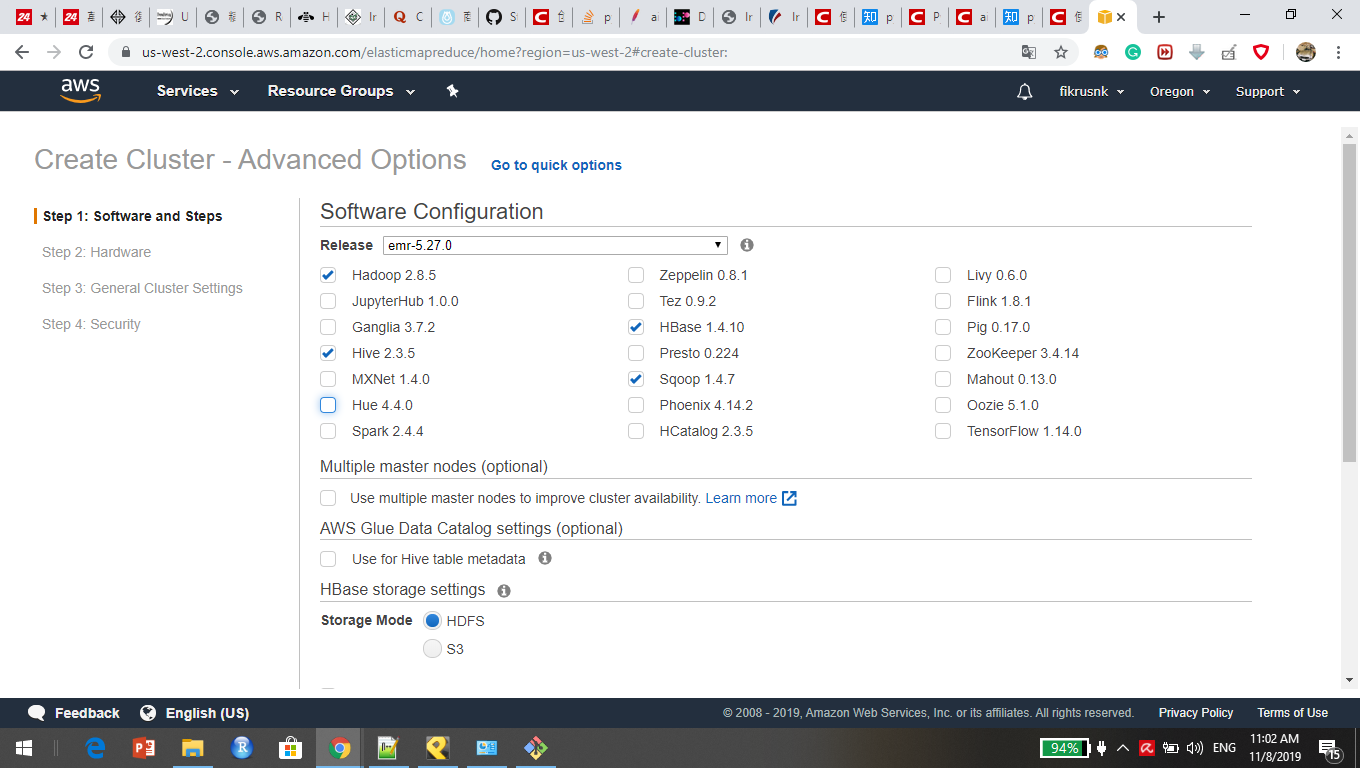 us-west-2.console.aws.amazon.com/elasticmapreduce/home?region=us-west-2#create-cluster:
aws
Services
Resource Groups
fikrusnk
Oregon
Support
Create Cluster - Advanced Options
Go to quick options
Step 1: Software and Steps
Step 2: Hardware
Step 3: General Cluster Settings
Step 4: Security
Software Configuration
Release emr-5.27.0
Hadoop 2.8.5 Zeppelin 0.8.1 Livy 0.6.0
JupyterHub 1.0.0 Tez 0.9.2 Flink 1.8.1
Ganglia 3.7.2 HBase 1.4.10 Pig 0.17.0
Hive 2.3.5 Presto 0.224 ZooKeeper 3.4.14
MXNet 1.4.0 Sqoop 1.4.7 Mahout 0.13.0
Hue 4.4.0 Phoenix 4.14.2 Oozie 5.1.0
Spark 2.4.4 HCatalog 2.3.5 TensorFlow 1.14.0
Multiple master nodes (optional)
Use multiple master nodes to improve cluster availability. Learn more
AWS Glue Data Catalog settings (optional)
Use for Hive table metadata
HBase storage settings
Storage Mode HDFS
S3
Feedback English (US) © 2008 - 2019, Amazon Web Services, Inc. or its affiliates. All rights reserved. Privacy Policy Terms of Use
94% ENG 11:02 AM
11/8/2019 15